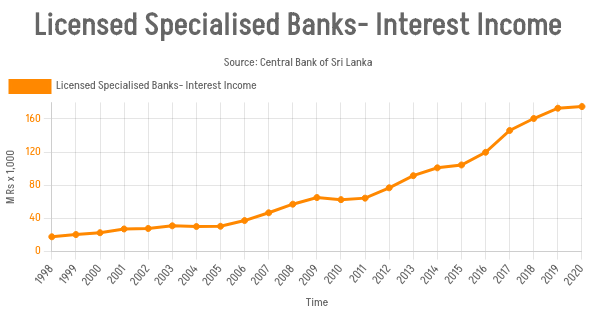 Licensed Specialised Banks- Interest Income
Source: Central Bank of Sri Lanka
Licensed Specialised Banks- Interest Income
M Rs x 1,000
160
120
80
40
0
1998 1999 2000 2001 2002 2003 2004 2005 2006 2007 2008 2009 2010 2011 2012 2013 2014 2015 2016 2017 2018 2019 2020
Time